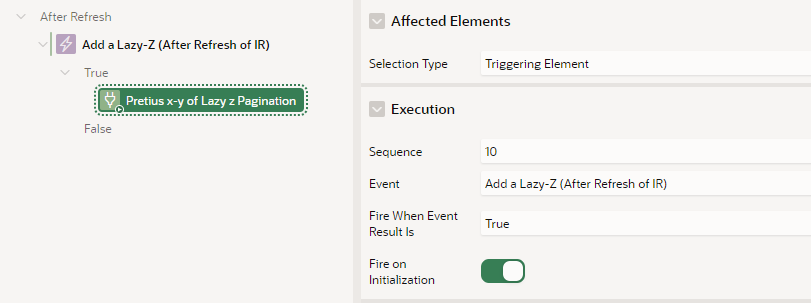 After Refresh
Add a Lazy-Z (After Refresh of IR)
True
Pretius x-y of Lazy z Pagination
False
Affected Elements
Selection Type
Triggering Element
Execution
Sequence
10
Event
Add a Lazy-Z (After Refresh of IR)
Fire When Event
Result Is
True
Fire on
Initialization